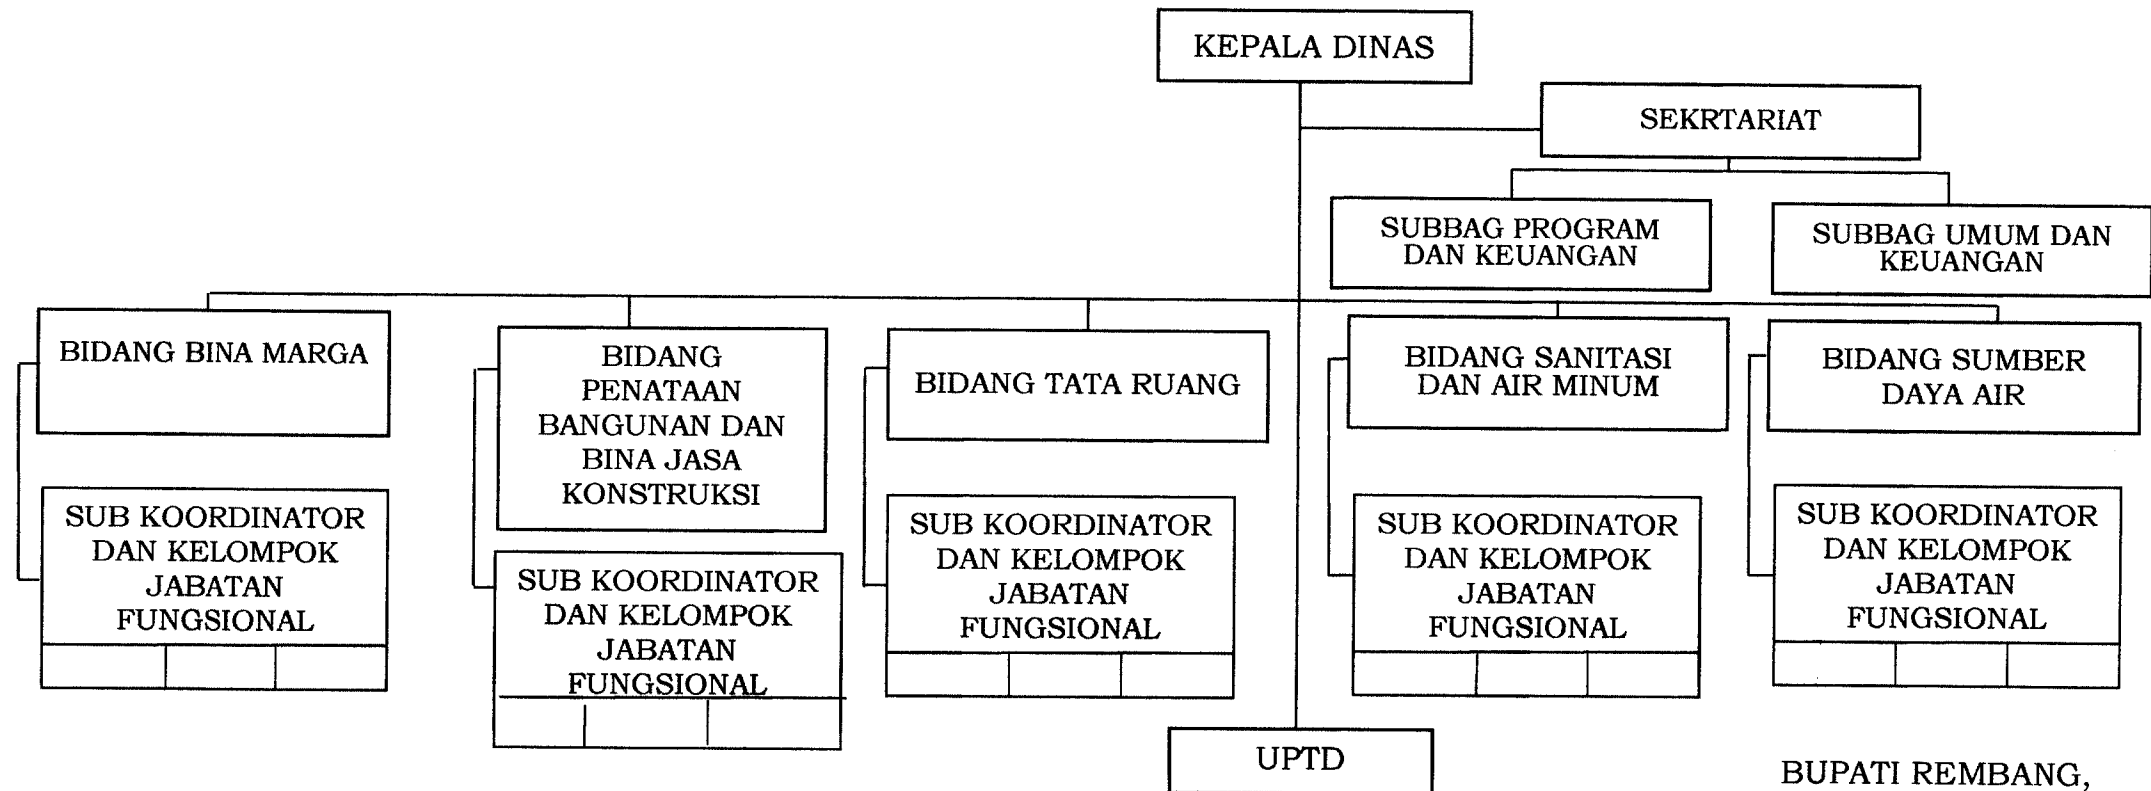 KEPALA DINAS
SEKRTARIAT
SUBBAG PROGRAM
DAN KEUANGAN
SUBBAG UMUM DAN
KEUANGAN
BIDANG BINA MARGA
BIDANG
PENATAAN
BANGUNAN DAN
BINA JASA
KONSTRUKSI
BIDANG TATA RUANG
BIDANG SANITASI
DAN AIR MINUM
BIDANG SUMBER
DAYA AIR
SUB KOORDINATOR
DAN KELOMPOK
JABATAN
FUNGSIONAL
SUB KOORDINATOR
DAN KELOMPOK
JABATAN
FUNGSIONAL
SUB KOORDINATOR
DAN KELOMPOK
JABATAN
FUNGSIONAL
SUB KOORDINATOR
DAN KELOMPOK
JABATAN
FUNGSIONAL
SUB KOORDINATOR
DAN KELOMPOK
JABATAN
FUNGSIONAL
UPTD
BUPATI REMBANG,